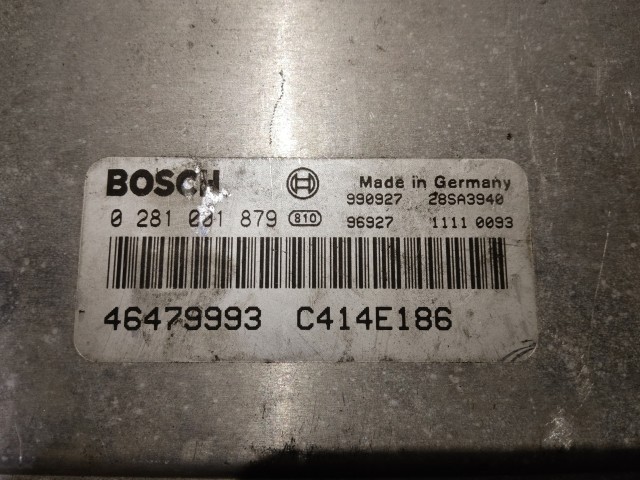 BOSCH Made in Germany
990927 28SA3940
0 281 001 879 810 96927 1111 0093
46479993 C414E186